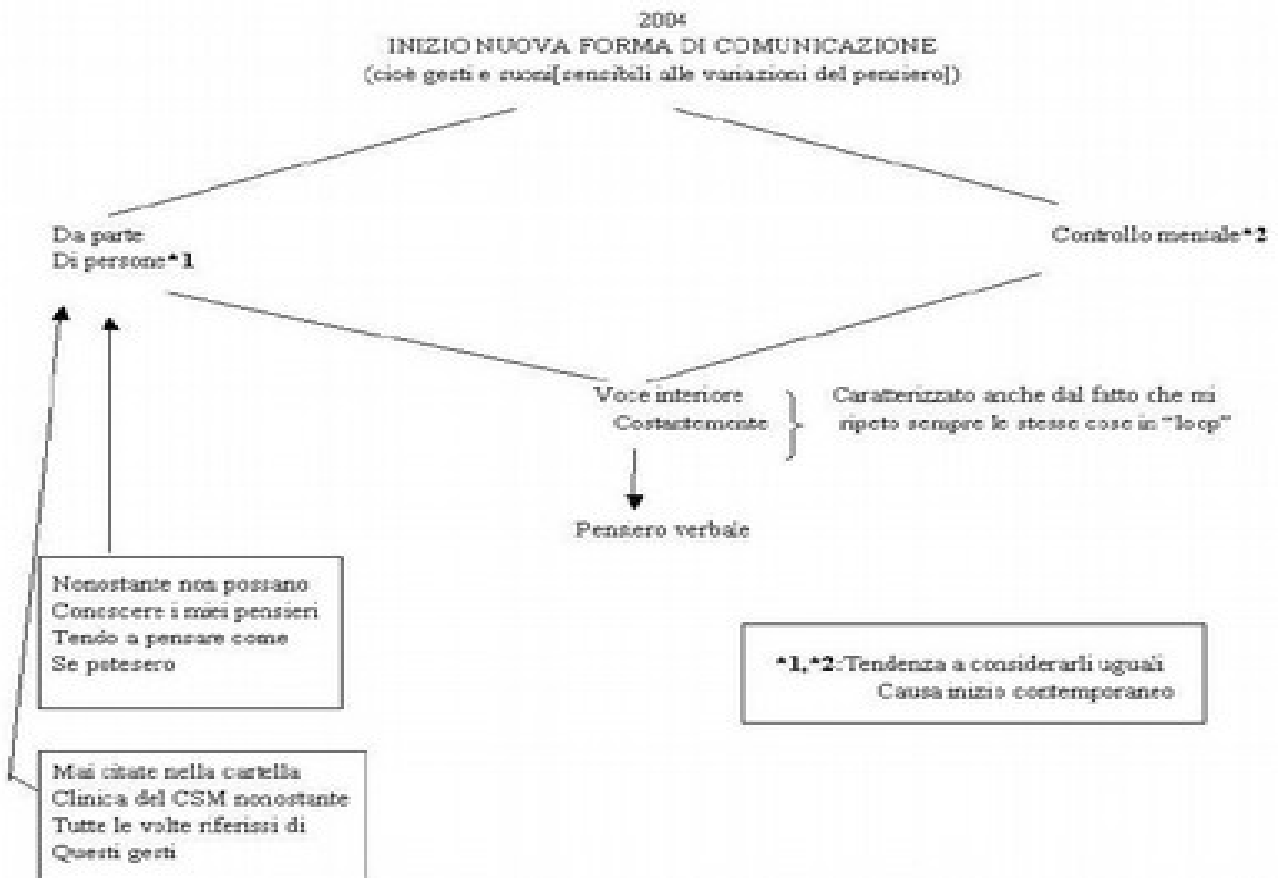 2004
INIZIO NUOVA FORMA DI COMUNICAZIONE
(cioè gesti e suoni[sensibili alle variazioni del pensiero])
Da parte
Di persone*1
Controllo mentale*2
Voce interiore
Costantemente
Caratterizzato anche dal fatto che mi
ripeto sempre le stesse cose in "loop"
Pensiero verbale
Nonostante non possano
Conoscere i miei pensieri
Tendo a pensare come
Se potesero
*1,*2:Tendenza a considerarli uguali
Causa inizio contemporaneo
Mai citate nella cartella
Clinica del CSM nonostante
Tutte le volte riferissi di
Questi gesti